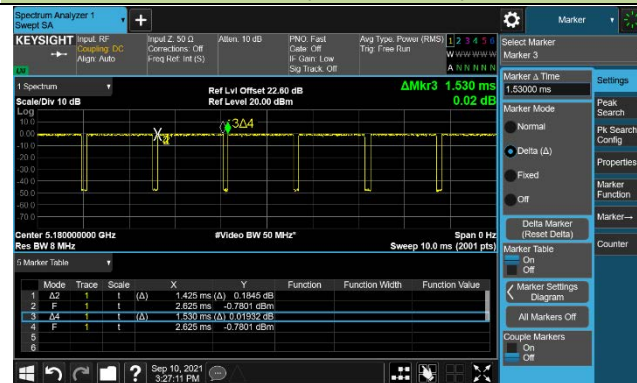 Spectrum Analyzer 1
Swept SA
Marker
KEYSIGHT
Input: RF
Coupling: DC
Align: Auto
Input Z: 50 Ω
Corrections: Off
Freq Ref: Int (S)
Atten: 10 dB
PNO: Fast
Gate: Off
IF Gain: Low
Sig Track: Off
Avg Type: Power (RMS)
Trig: Free Run
1 2 3 4 5 6
W W W W W W
A N N N N N
Select Marker
Marker 3
1 Spectrum
Scale/Div 10 dB
Ref Lvl Offset 22.60 dB
Ref Level 20.00 dBm
ΔMkr3 1.530 ms
0.02 dB
Log
10.0
0.00
-10.0
-20.0
-30.0
-40.0
-50.0
-60.0
-70.0
3Δ4
Center 5.180000000 GHz
Res BW 8 MHz
#Video BW 50 MHz*
Span 0 Hz
Sweep 10.0 ms (2001 pts)
5 Marker Table
Mode Trace Scale X Y Function Function Width Function Value
1 Δ2 1 t (Δ) 1.425 ms (Δ) 0.1845 dB
2 F 1 t 2.625 ms -0.7801 dBm
3 Δ4 1 t (Δ) 1.530 ms (Δ) 0.01932 dB
4 F 1 t 2.625 ms -0.7801 dBm
5
6
Marker Δ Time
1.53000 ms
Marker Mode
Normal
Delta (Δ)
Fixed
Off
Delta Marker
(Reset Delta)
Marker Table
On
Off
Marker Settings
Diagram
All Markers Off
Couple Markers
On
Off
Settings
Peak
Search
Pk Search
Config
Properties
Marker
Function
Marker→
Counter
?
Sep 10, 2021
3:27:11 PM